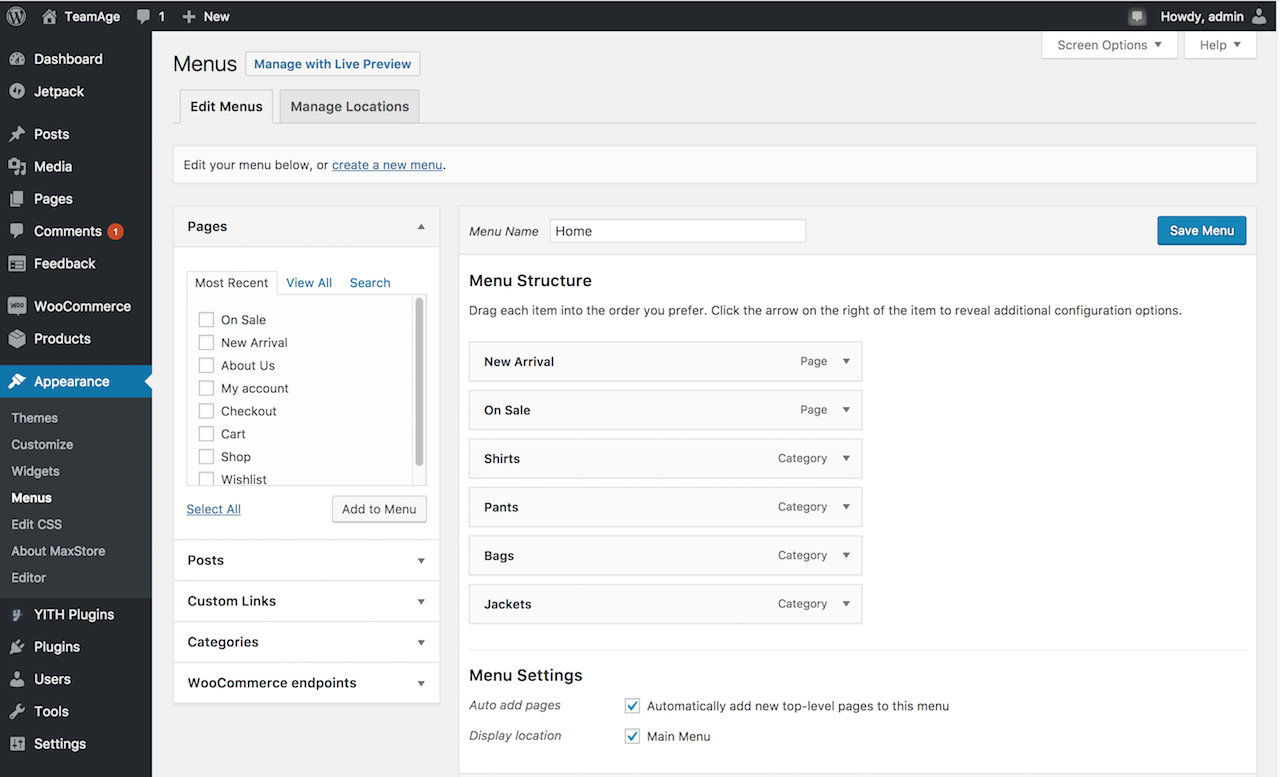 TeamAge 1 New Howdy, admin
Screen Options Help
Dashboard
Jetpack
Posts
Media
Pages
Comments 1
Feedback
WooCommerce
Products
Appearance
Themes
Customize
Widgets
Menus
Edit CSS
About MaxStore
Editor
YITH Plugins
Plugins
Users
Tools
Settings
Menus Manage with Live Preview
Edit Menus Manage Locations
Edit your menu below, or create a new menu.
Pages
Most Recent View All Search
On Sale
New Arrival
About Us
My account
Checkout
Cart
Shop
Wishlist
Select All Add to Menu
Posts
Custom Links
Categories
WooCommerce endpoints
Menu Name Home Save Menu
Menu Structure
Drag each item into the order you prefer. Click the arrow on the right of the item to reveal additional configuration options.
New Arrival Page
On Sale Page
Shirts Category
Pants Category
Bags Category
Jackets Category
Menu Settings
Auto add pages Automatically add new top-level pages to this menu
Display location Main Menu